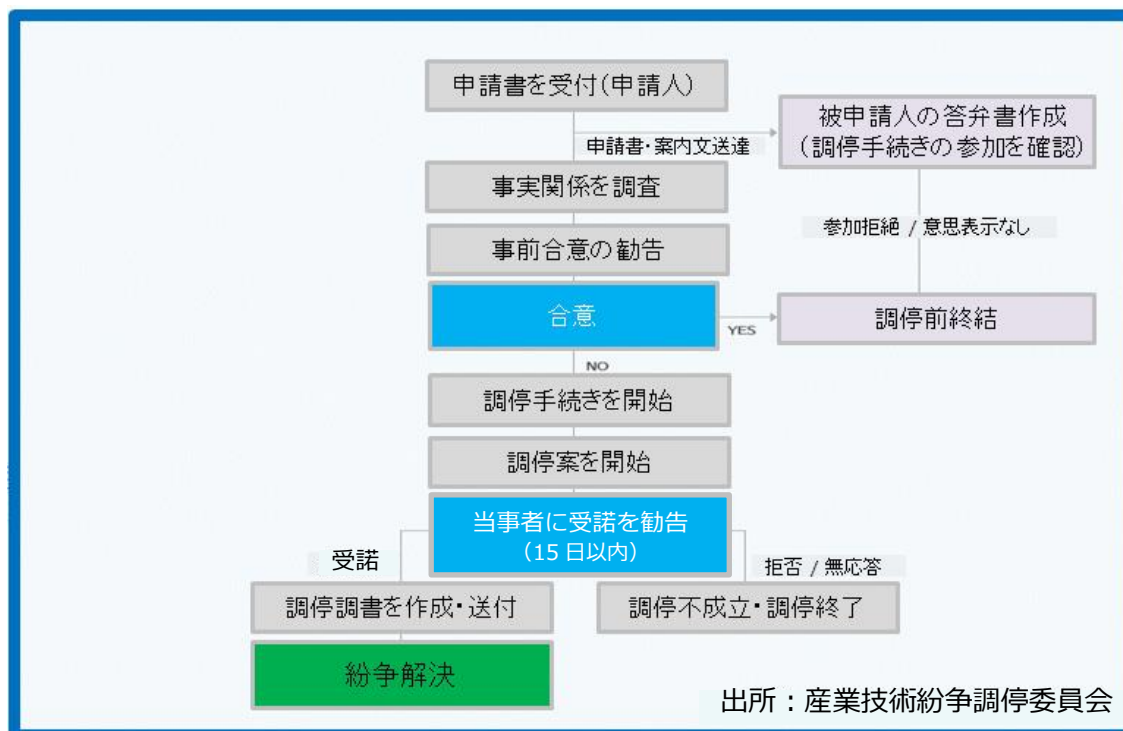 申請書を受付(申請人)
被申請人の答弁書作成
(調停手続きの参加を確認)
申請書・案内文送達
事実関係を調査
参加拒絶 / 意思表示なし
事前合意の勧告
合意
YES
調停前終結
NO
調停手続きを開始
調停案を開始
当事者に受諾を勧告
(15 日以内)
受諾
拒否 / 無応答
調停調書を作成・送付
調停不成立・調停終了
紛争解決
出所：産業技術紛争調停委員会